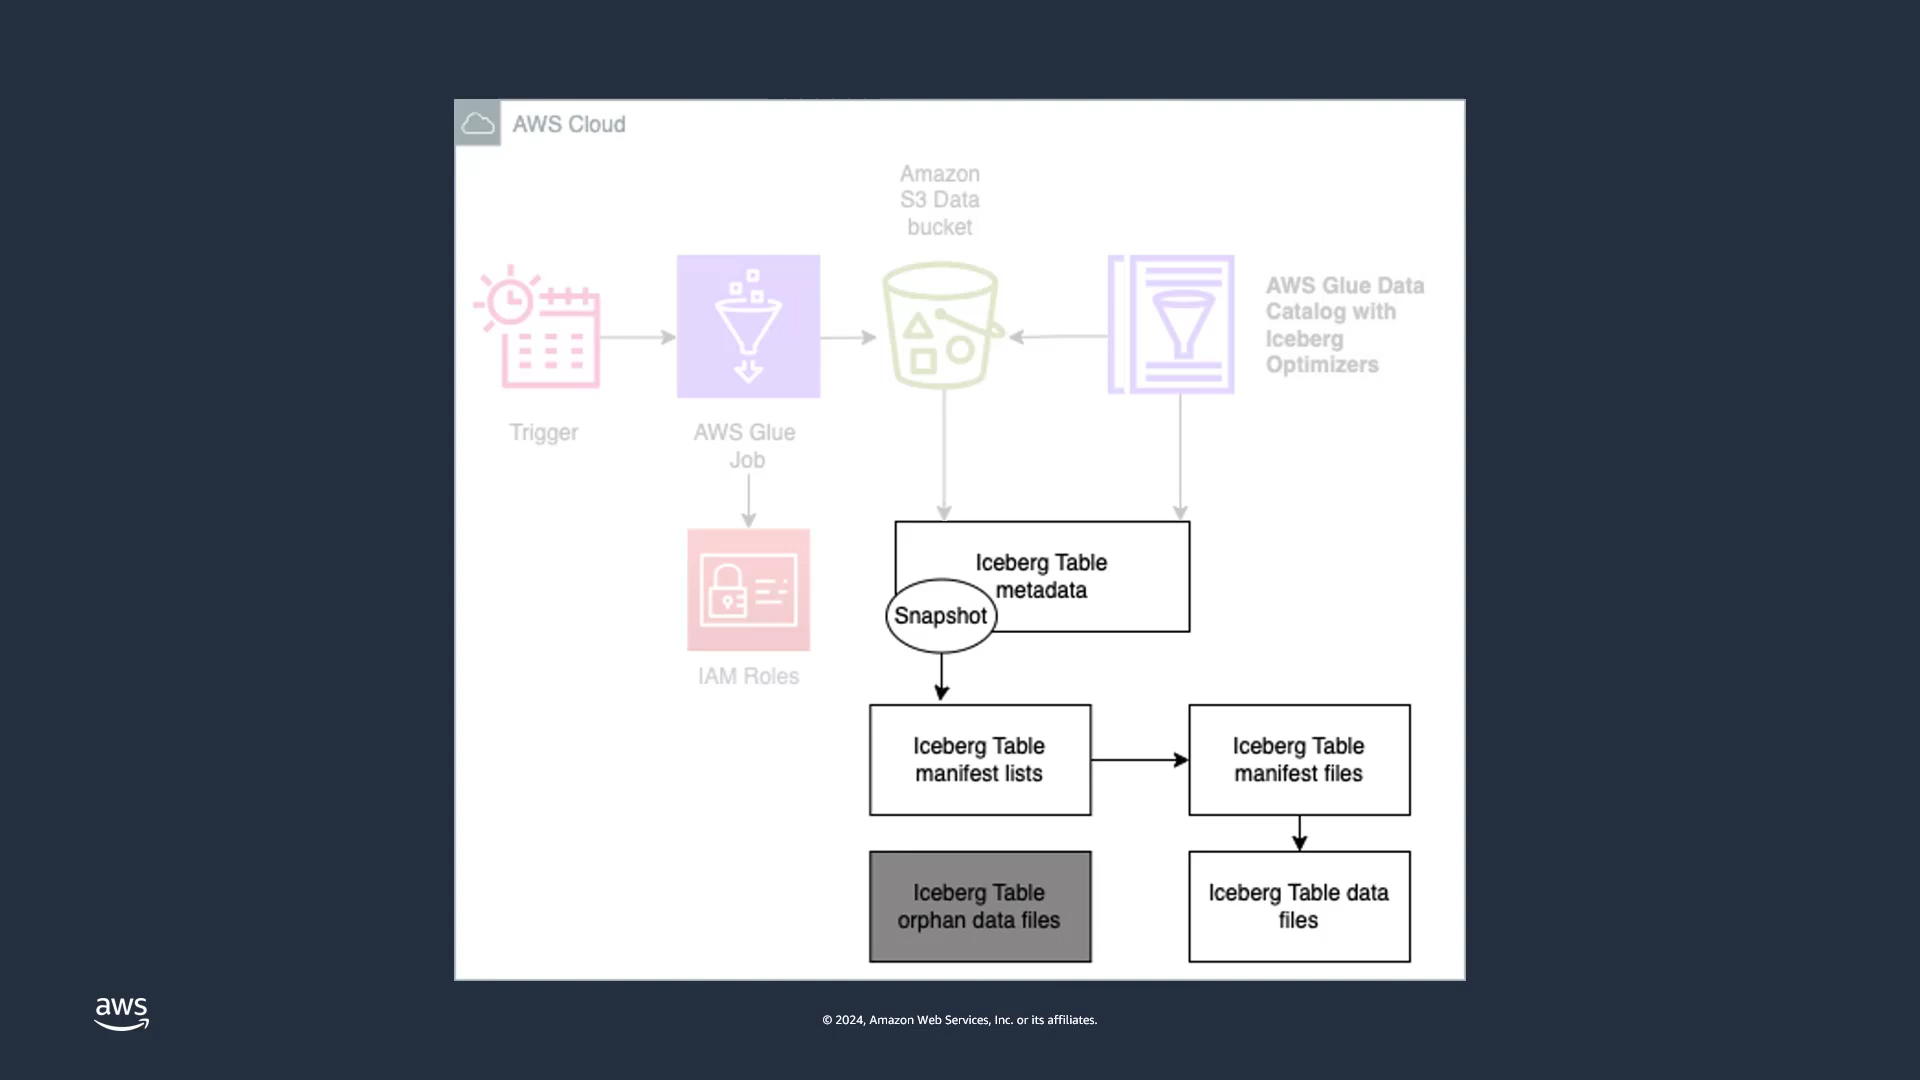 AWS Cloud
Amazon
S3 Data
bucket
AWS Glue Data
Catalog with
Iceberg
Optimizers
Trigger
AWS Glue
Job
Iceberg Table
metadata
Snapshot
IAM Roles
Iceberg Table
manifest lists
Iceberg Table
manifest files
Iceberg Table
orphan data files
Iceberg Table data
files
aws
© 2024, Amazon Web Services, Inc. or its affiliates.